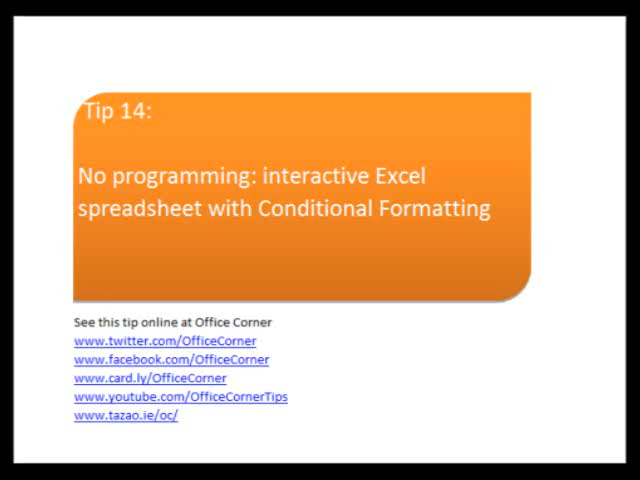 Tip 14:
No programming: interactive Excel
spreadsheet with Conditional Formatting
See this tip online at Office Corner
www.twitter.com/OfficeCorner
www.facebook.com/OfficeCorner
www.card.ly/OfficeCorner
www.youtube.com/OfficeCornerTips
www.tazao.ie/oc/